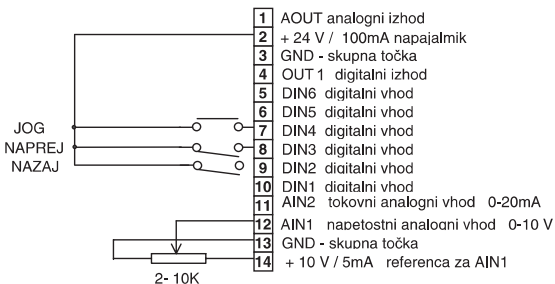 1 AOUT analogni izhod
2 + 24 V / 100mA napajalmik
3 GND - skupna točka
4 OUT 1 digitalni izhod
5 DIN6 digitalni vhod
6 DIN5 digitalni vhod
7 DIN4 digitalni vhod
8 DIN3 digitalni vhod
9 DIN2 digitalni vhod
10 DIN1 digitalni vhod
11 AIN2 tokovni analogni vhod 0-20mA
12 AIN1 napetostni analogni vhod 0-10 V
13 GND - skupna točka
14 + 10 V / 5mA referenca za AIN1
JOG
NAPREJ
NAZAJ
2- 10K